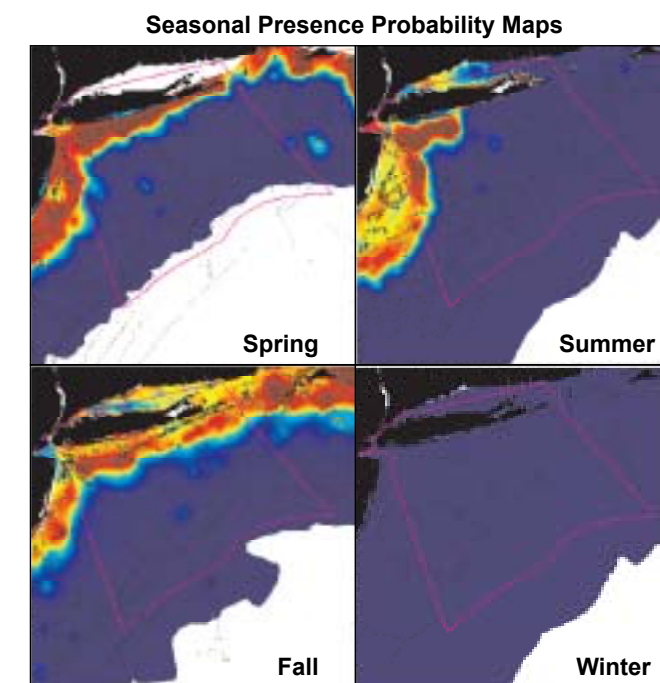 Seasonal Presence Probability Maps
Spring
Summer
Fall
Winter